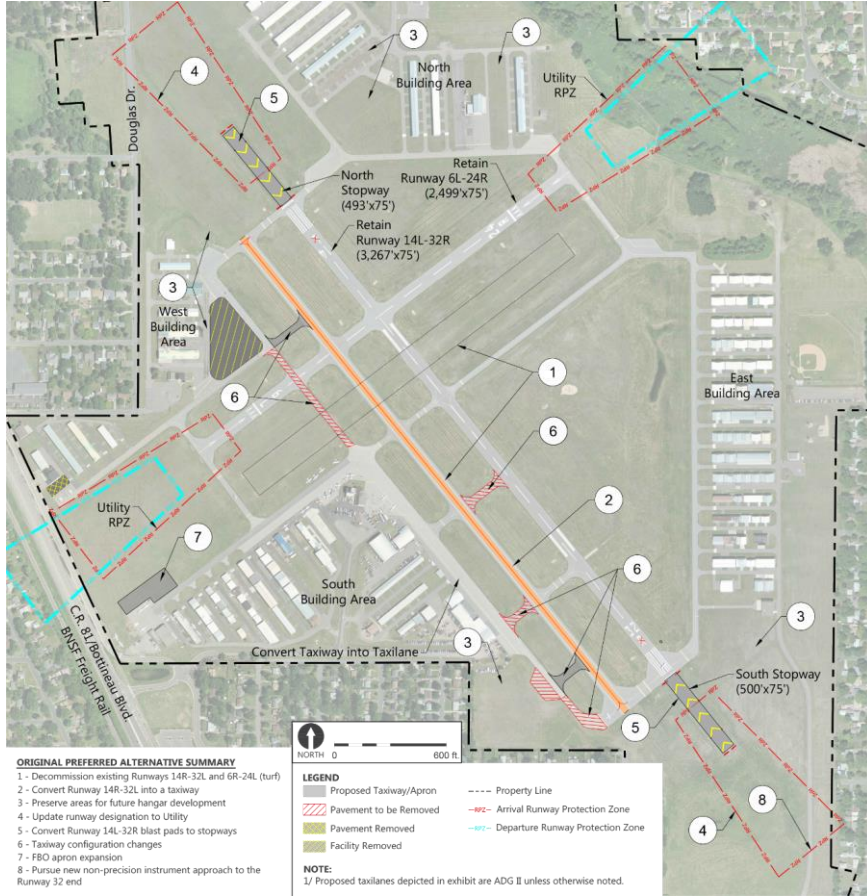 3
3
North
Building Area
Utility
RPZ
4
5
Douglas Dr.
Retain
Runway 6L-24R
(2,499'x75')
North
Stopway
(493'x75')
Retain
Runway 14L-32R
(3,267'x75')
3
West
Building
Area
1
East
Building Area
6
6
2
Utility
RPZ
7
6
South
Building Area
3
3
Convert Taxiway into Taxilane
C.R. 81/Bottineau Blvd.
BNSF Freight Rail
South Stopway
(500'x75')
5
8
4
ORIGINAL PREFERRED ALTERNATIVE SUMMARY
1 - Decommission existing Runways 14R-32L and 6R-24L (turf)
2 - Convert Runway 14R-32L into a taxiway
3 - Preserve areas for future hangar development
4 - Update runway designation to Utility
5 - Convert Runway 14L-32R blast pads to stopways
6 - Taxiway configuration changes
7 - FBO apron expansion
8 - Pursue new non-precision instrument approach to the
Runway 32 end
NORTH
0 600 ft.
LEGEND
Proposed Taxiway/Apron
Pavement to be Removed
Pavement Removed
Facility Removed
Property Line
RPZ Arrival Runway Protection Zone
RPZ Departure Runway Protection Zone
NOTE:
1/ Proposed taxilanes depicted in exhibit are ADG II unless otherwise noted.